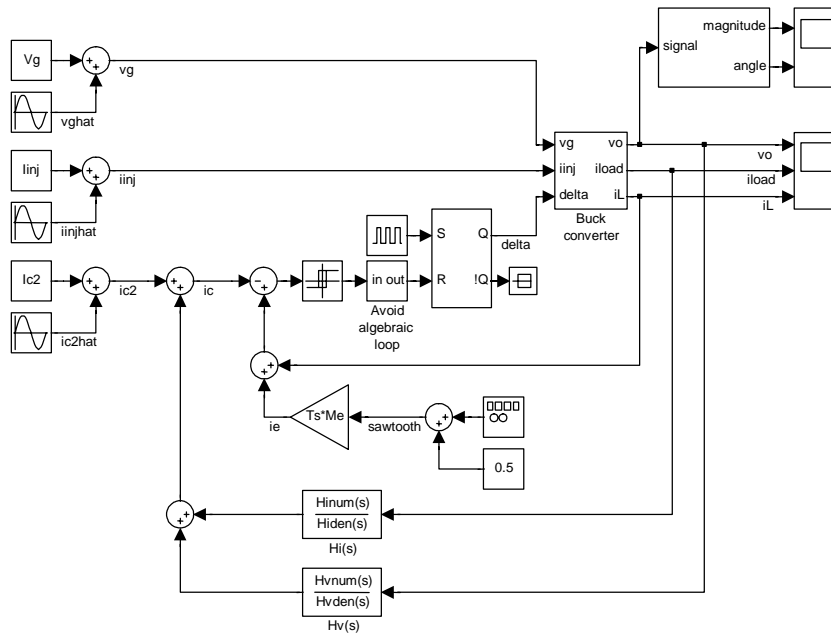 magnitude
signal
angle
Vg
vg
vghat
vg
vo
vo
Iinj
iinj
iinj
iload
iload
iinjhat
delta
iL
iL
Buck
converter
S
Q
delta
Ic2
ic2
ic
in out
R
!Q
Avoid
algebraic
loop
ic2hat
Ts*Me
ie
sawtooth
0.5
Hinum(s)
Hiden(s)
Hi(s)
Hvnum(s)
Hvden(s)
Hv(s)